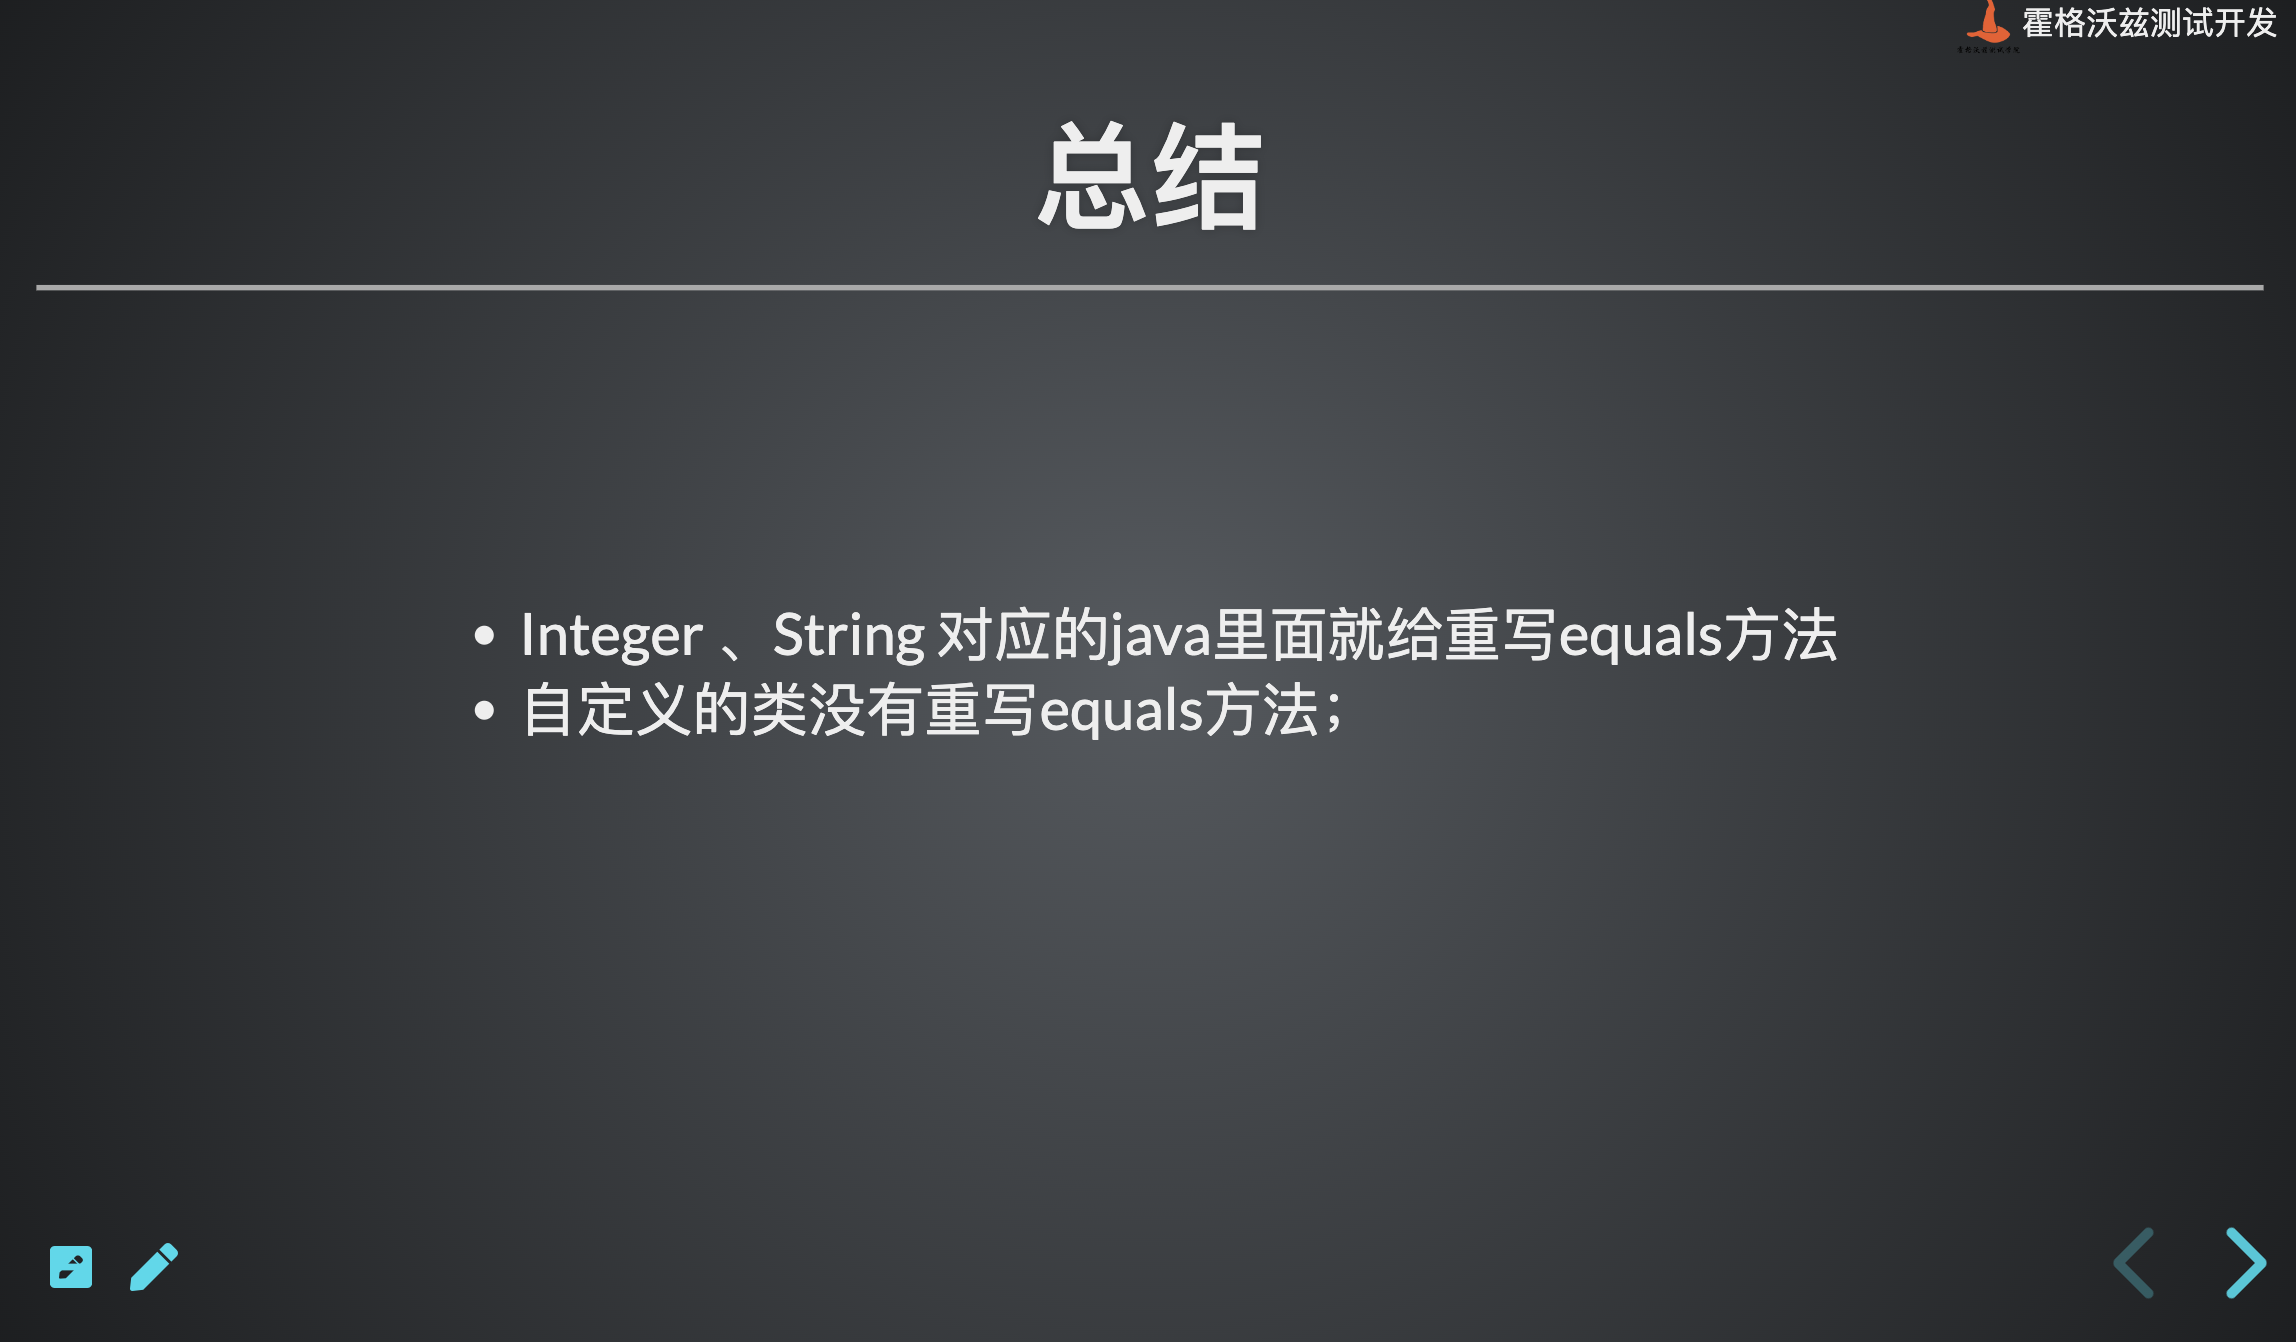 霍格沃兹测试开发
总结
Integer 、String 对应的java里面就给重写equals方法
自定义的类没有重写equals方法；